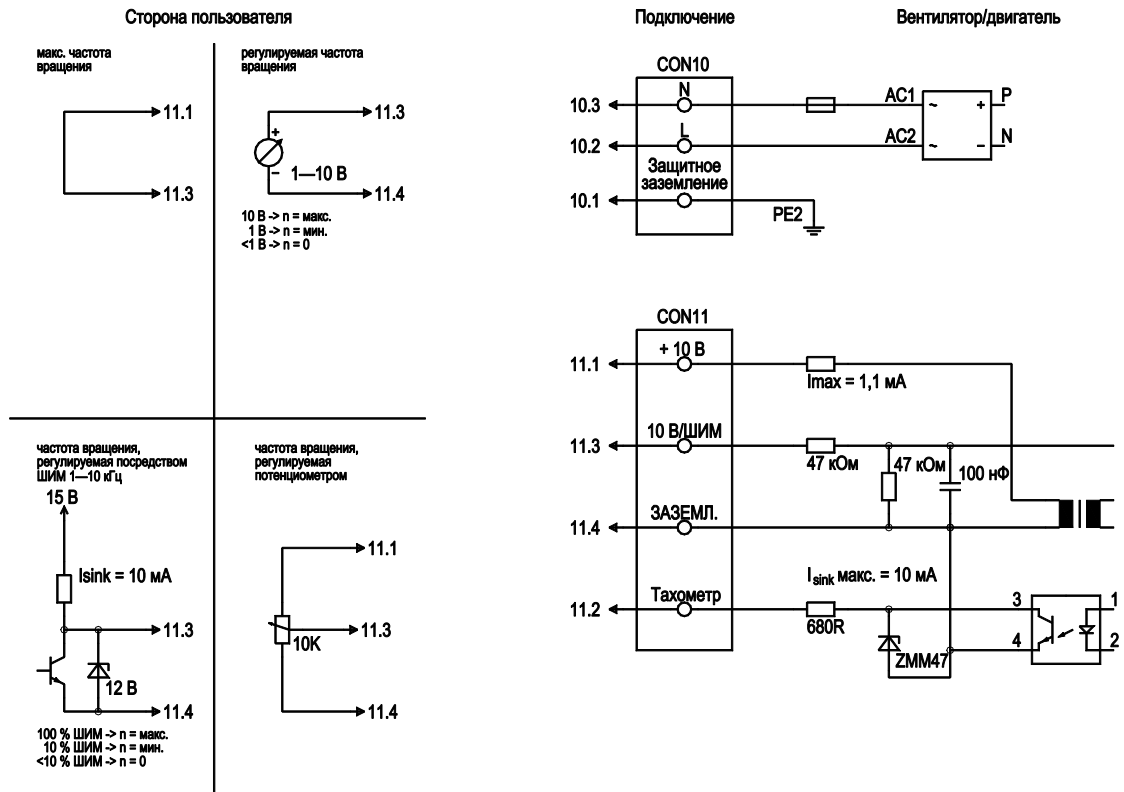 Сторона пользователя
Подключение
Вентилятор/двигатель
макс. частота
вращения
11.1
11.3
регулируемая частота
вращения
11.3
+
−
1—10 В
11.4
10 В -> n = макс.
1 В -> n = мин.
<1 В -> n = 0
CON10
N
10.3
AC1
~
+
P
L
10.2
AC2
~
−
N
Защитное
заземление
10.1
PE2
CON11
+ 10 В
11.1
Imax = 1,1 мА
10 В/ШИМ
11.3
47 кОм
47 кОм
100 нФ
ЗАЗЕМЛ.
11.4
I sink макс. = 10 мА
Тахометр
11.2
680R
ZMM47
3
4
1
2
частота вращения,
регулируемая посредством
ШИМ 1—10 кГц
15 В
Isink = 10 мА
11.3
12 В
11.4
100 % ШИМ -> n = макс.
10 % ШИМ -> n = мин.
<10 % ШИМ -> n = 0
частота вращения,
регулируемая
потенциометром
11.1
11.3
10K
11.4